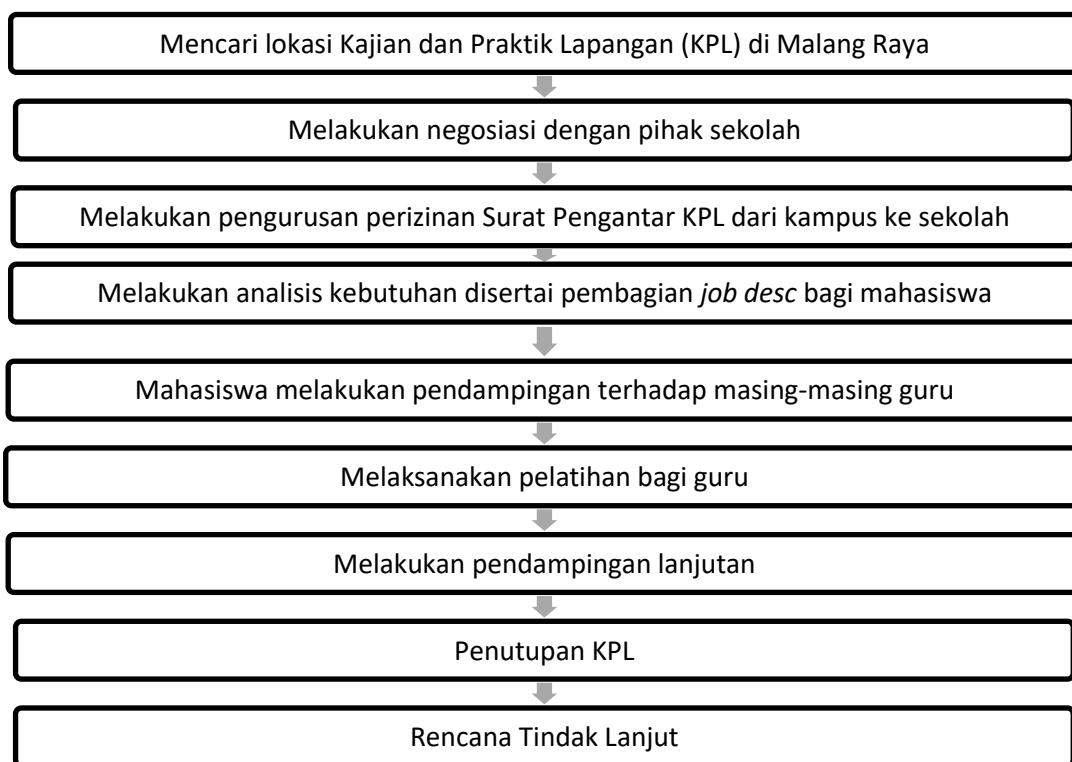 Mencari lokasi Kajian dan Praktik Lapangan (KPL) di Malang Raya
Melakukan negosiasi dengan pihak sekolah
Melakukan pengurusan perizinan Surat Pengantar KPL dari kampus ke sekolah
Melakukan analisis kebutuhan disertai pembagian job desc bagi mahasiswa
Mahasiswa melakukan pendampingan terhadap masing-masing guru
Melaksanakan pelatihan bagi guru
Melakukan pendampingan lanjutan
Penutupan KPL
Rencana Tindak Lanjut